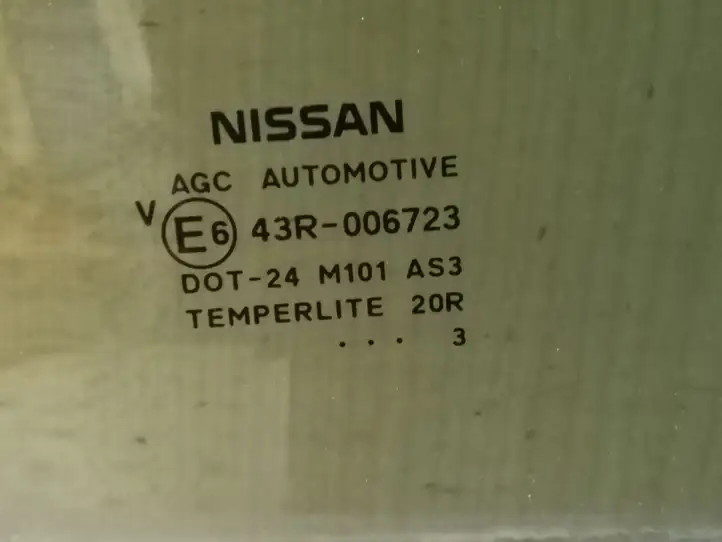 NISSAN
AGC AUTOMOTIVE
V E6 43R-006723
DOT-24 M101 AS3
TEMPERLITE 20R
. . . 3